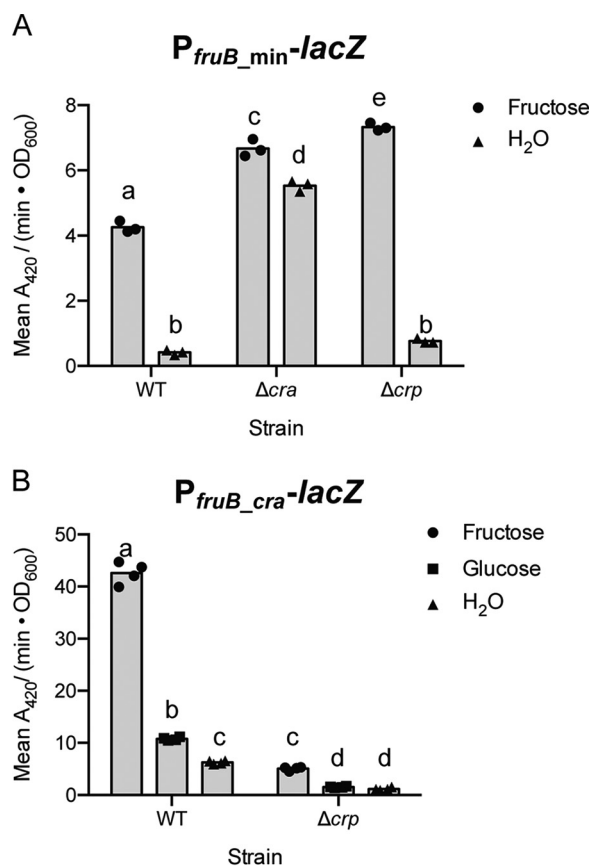 A
PfruB_min-lacZ
Mean A420 / (min • OD600)
8
6
4
2
0
a
b
c
d
e
b
WT
Δcra
Δcrp
Strain
Fructose
H2O
B
PfruB_cra-lacZ
Mean A420/ (min • OD600)
50
40
30
20
10
0
a
b
c
c
d
d
WT
Δcrp
Strain
Fructose
Glucose
H2O